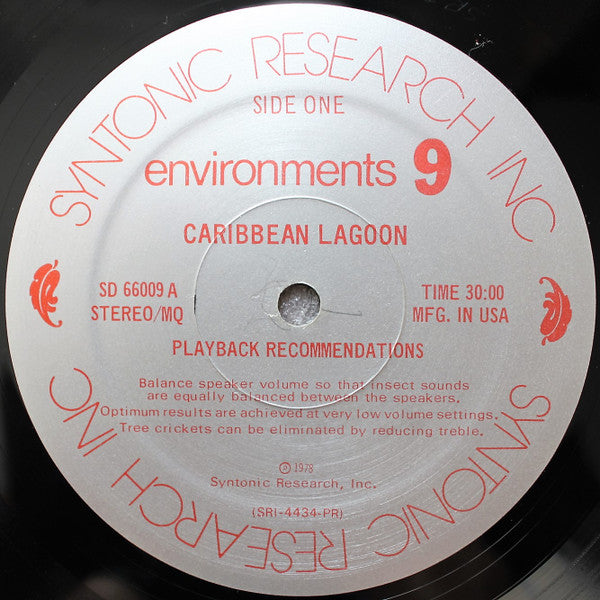 SYNTONIC RESEARCH INC
SIDE ONE
environments 9
CARIBBEAN LAGOON
SD 66009 A
STEREO/MQ
TIME 30:00
MFG. IN USA
PLAYBACK RECOMMENDATIONS
Balance speaker volume so that insect sounds
are equally balanced between the speakers.
Optimum results are achieved at very low volume settings.
Tree crickets can be eliminated by reducing treble.
℗ 1978
Syntonic Research, Inc.
(SRI-4434-PR)
SYNTONIC RESEARCH INC